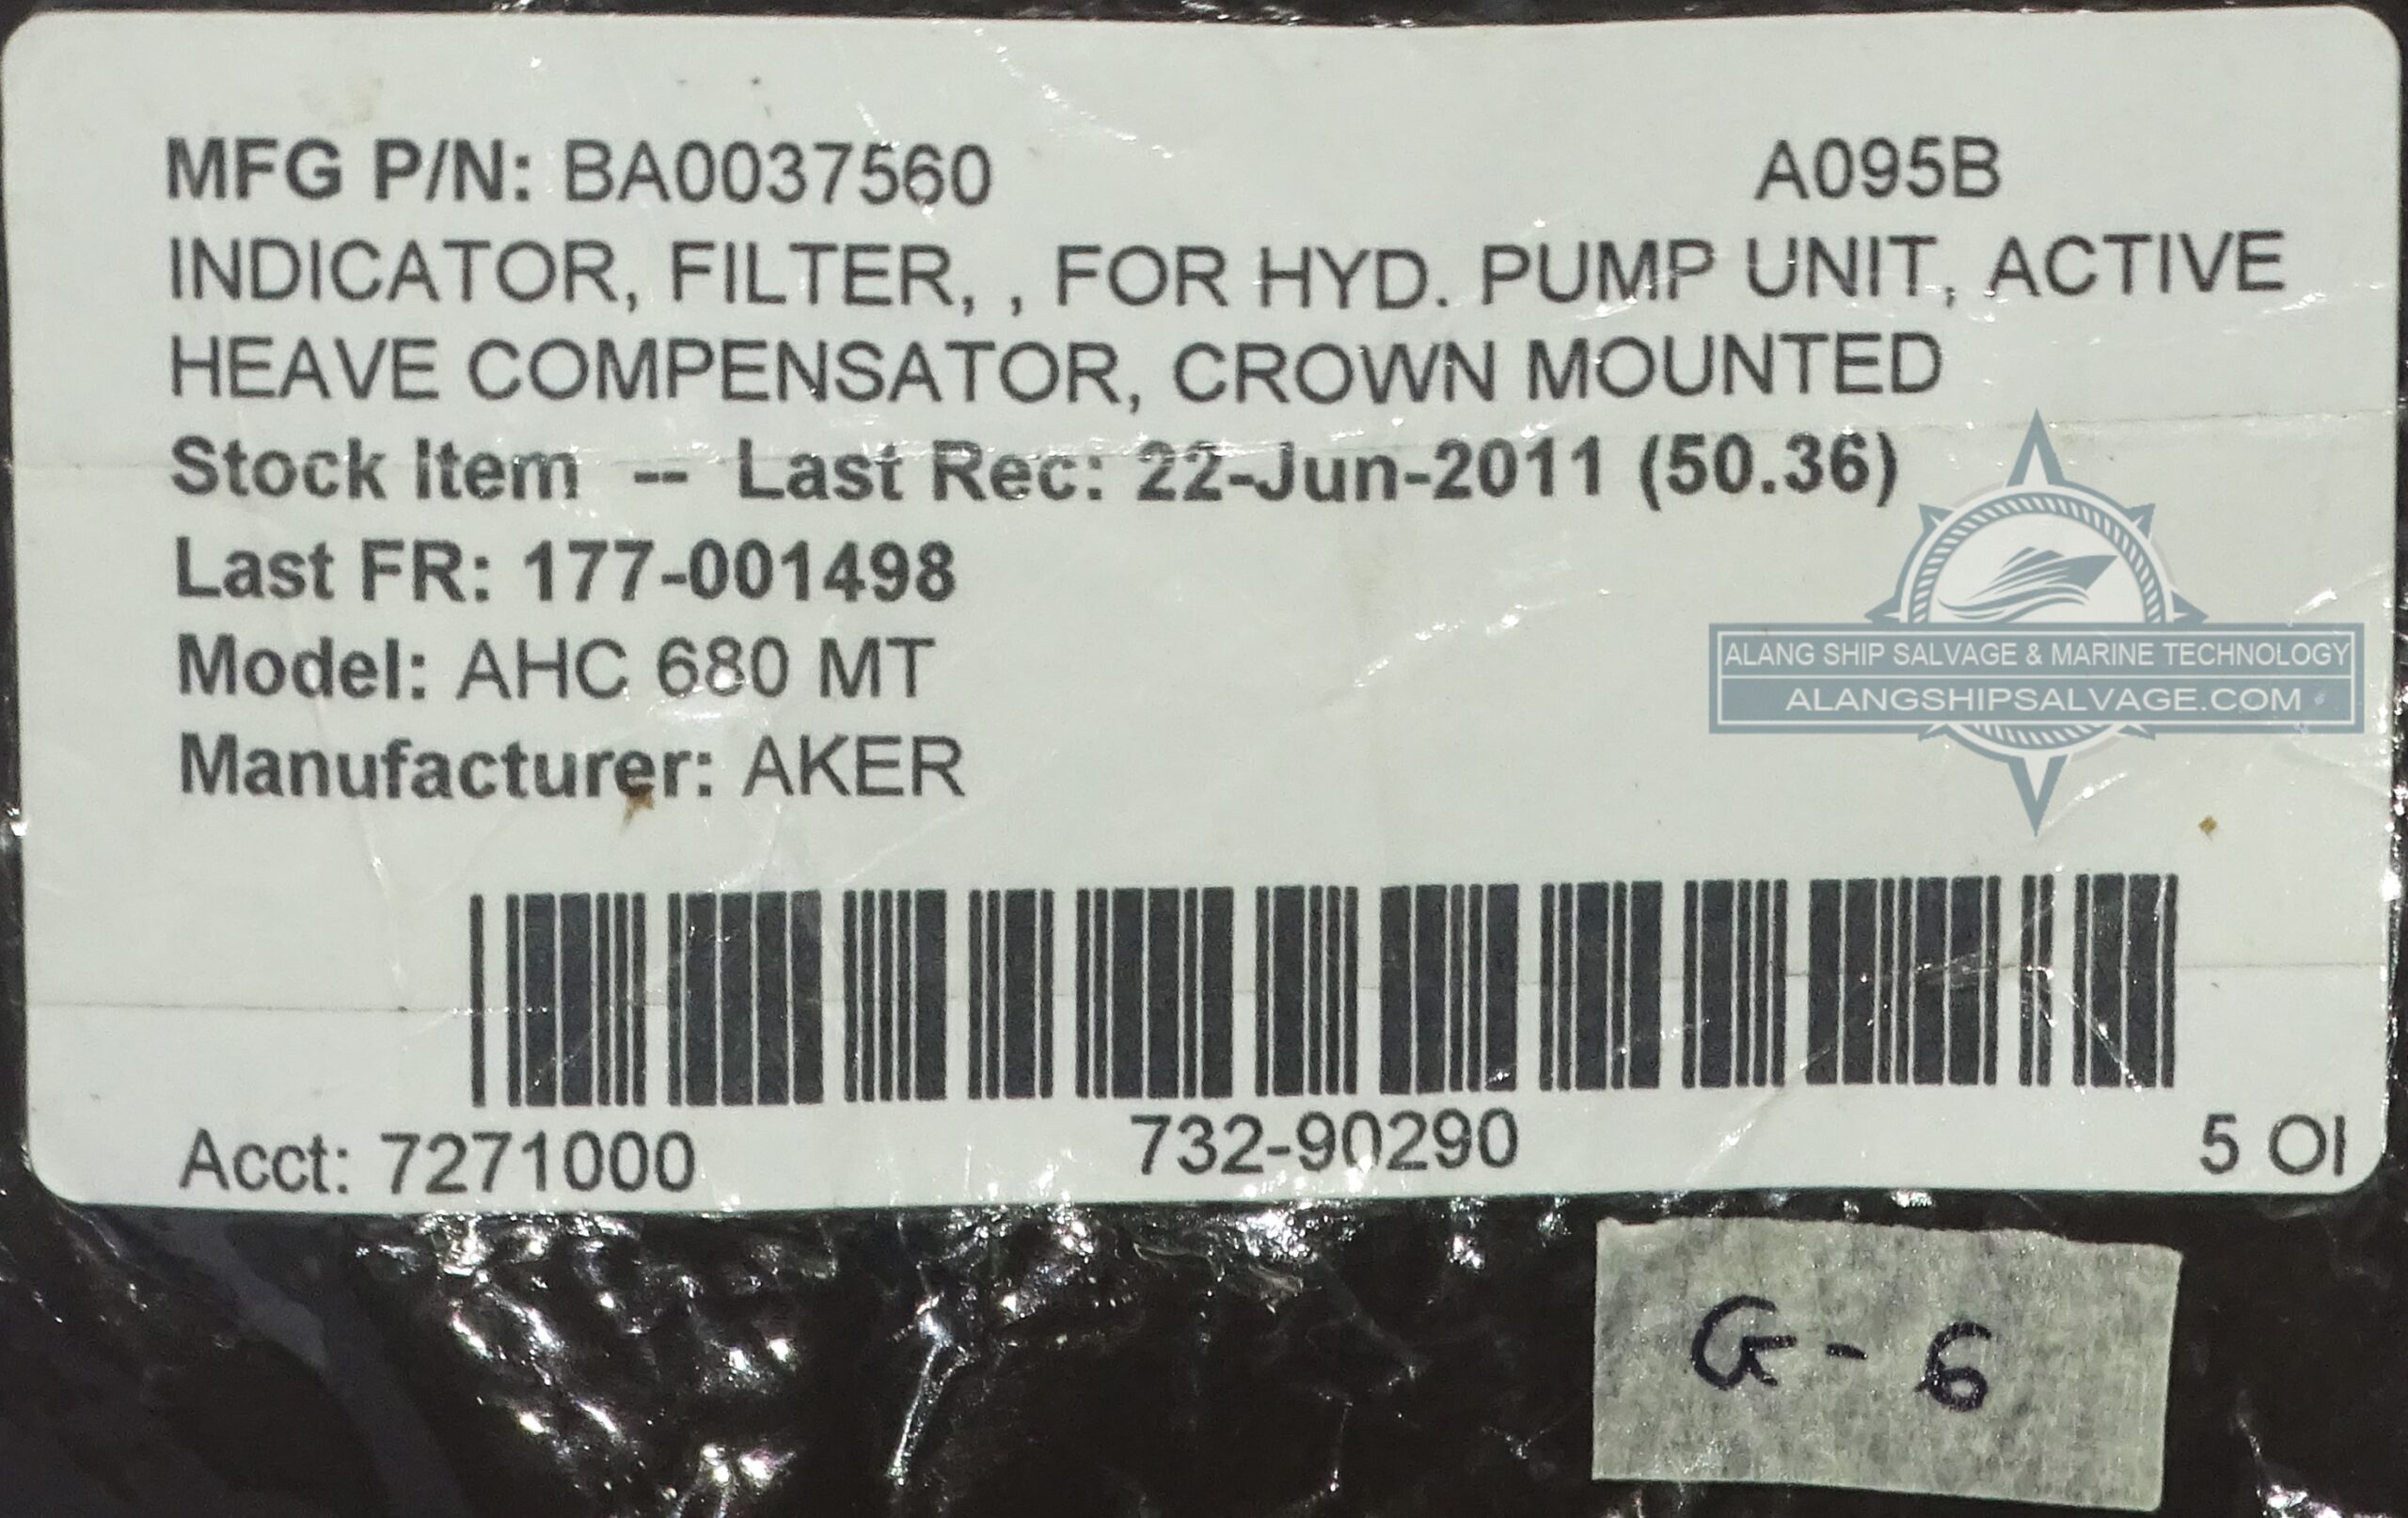 MFG P/N: BA0037560 A095B
INDICATOR, FILTER, , FOR HYD. PUMP UNIT, ACTIVE
HEAVE COMPENSATOR, CROWN MOUNTED
Stock Item -- Last Rec: 22-Jun-2011 (50.36)
Last FR: 177-001498
Model: AHC 680 MT
ALANG SHIP SALVAGE & MARINE TECHNOLOGY
ALANGSHIPSALVAGE.COM
Manufacturer: AKER
Acct: 7271000 732-90290 5 OI
G-6